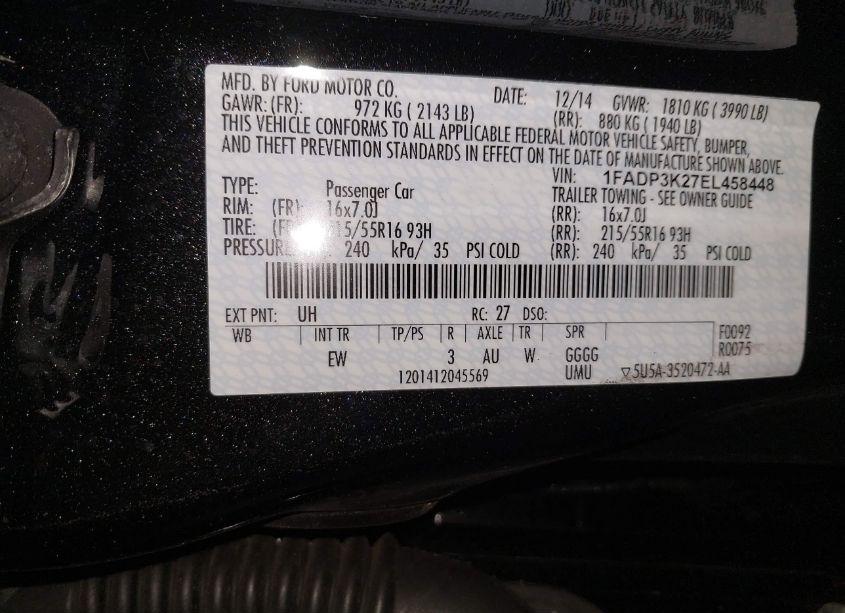 MFD. BY FORD MOTOR CO. DATE: 12/14 GVWR: 1810 KG ( 3990 LB)
GAWR: (FR): 972 KG ( 2143 LB) (RR): 880 KG ( 1940 LB)
THIS VEHICLE CONFORMS TO ALL APPLICABLE FEDERAL MOTOR VEHICLE SAFETY, BUMPER,
AND THEFT PREVENTION STANDARDS IN EFFECT ON THE DATE OF MANUFACTURE SHOWN ABOVE.
VIN: 1FADP3K27EL458448
TYPE: Passenger Car TRAILER TOWING - SEE OWNER GUIDE
RIM: (FR) 16x7.0J (RR): 16x7.0J
TIRE: 215/55R16 93H (RR): 215/55R16 93H
PRESSURE 240 kPa/ 35 PSI COLD (RR): 240 kPa/ 35 PSI COLD
EXT PNT: UH RC: 27 DSO:
WB INT TR TP/PS R AXLE TR SPR F0092
EW 3 AU W GGGG R0075
1201412045569 UMU ▽5U5A-3520472-AA